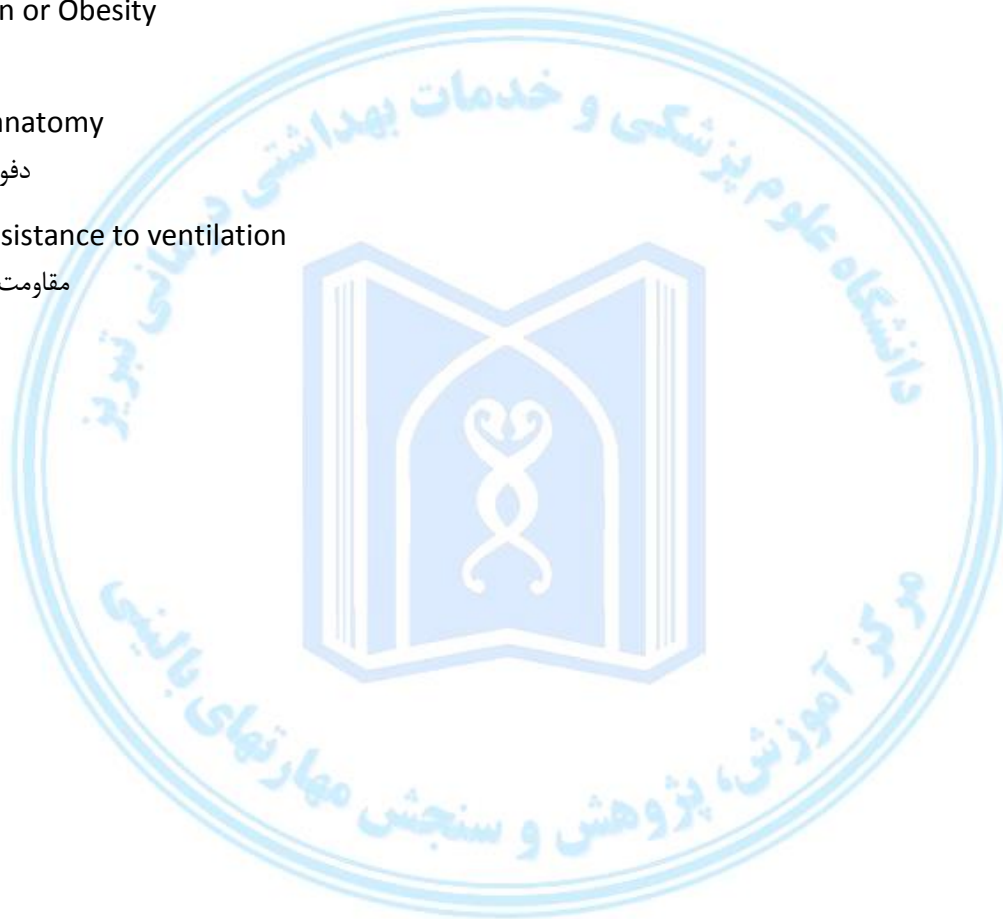 n or Obesity
natomy
دفو
sistance to ventilation
مقاومت
دانشگاه علوم پزشکی و خدمات بهداشتی درمانی تبریز
مرکز آموزش، پژوهش و سنجش مهارتهای بالینی